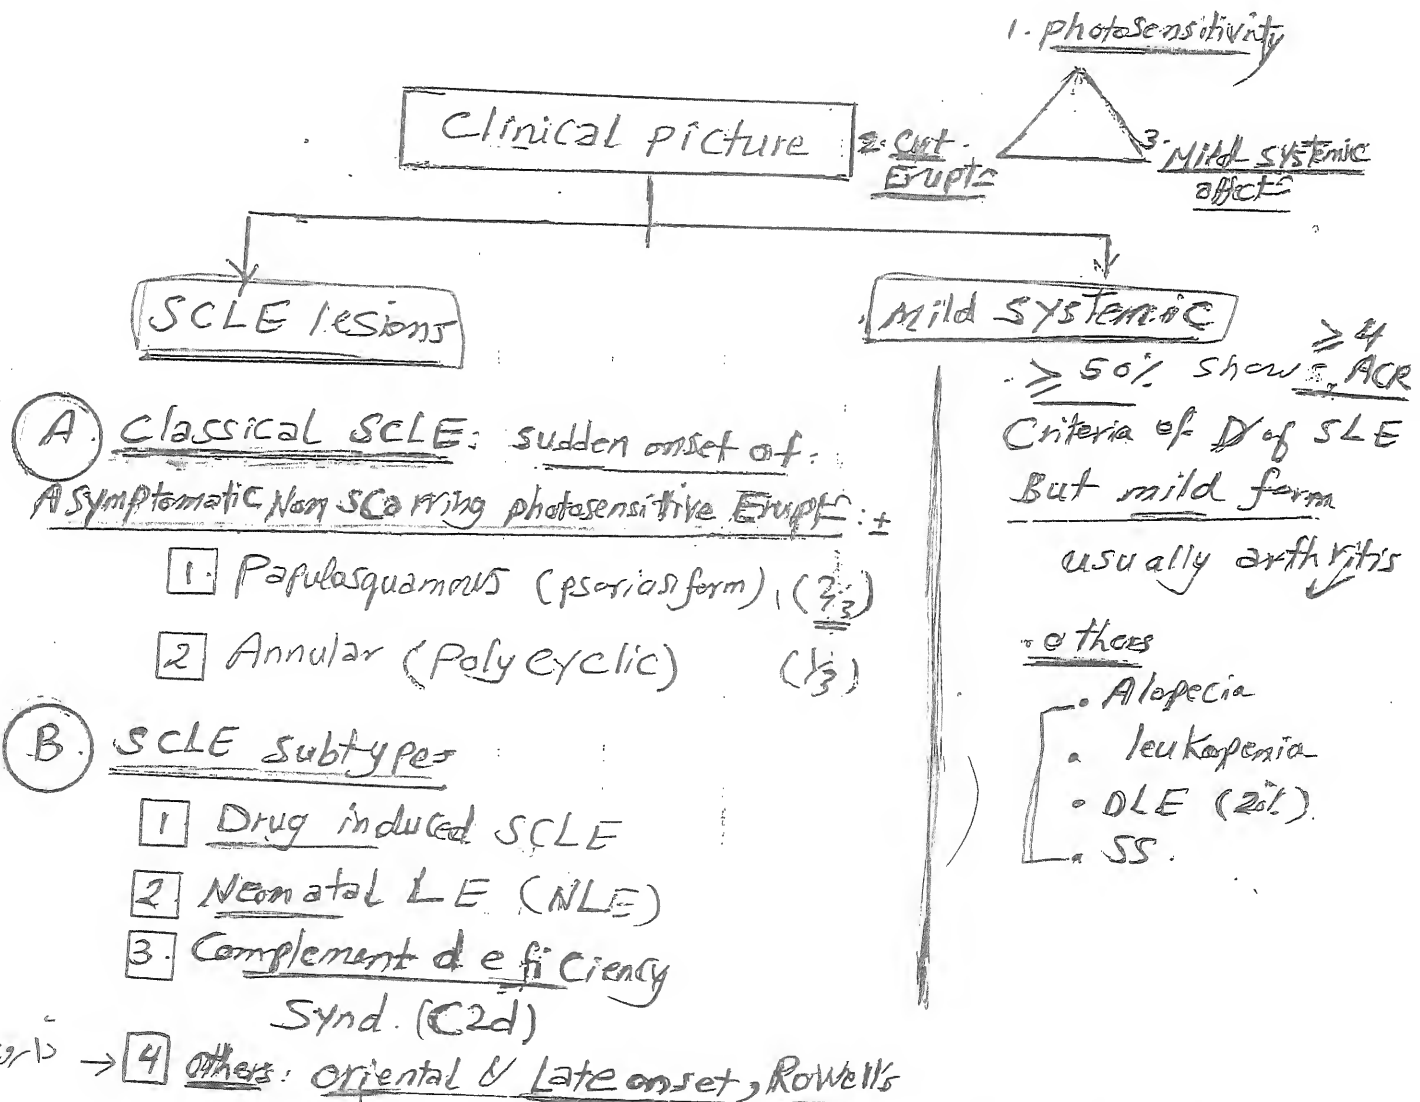 1. photosensitivity
Clinical picture
2. Cut.
Erupt=
3. Mild systemic
affect=
SCLE lesions
Mild systemic
A. Classical SCLE: sudden onset of:
Asymptomatic Non scarring photosensitive Erupt=: ±
1. Papulosquamous (psoriasiform), (2/3)
2 Annular (Poly cyclic) (1/3)
B. SCLE subtypes
1 Drug induced SCLE
2. Neonatal LE (NLE)
3. Complement deficiency
Synd. (C2d)
→ 4 others: oriental & Late onset, Rowell's
≥ 4
≥ 50% shows ACR
Criteria of D of SLE
But mild form
usually arthritis
. others
• Alopecia
• leukopenia
• DLE (20%).
• SS.